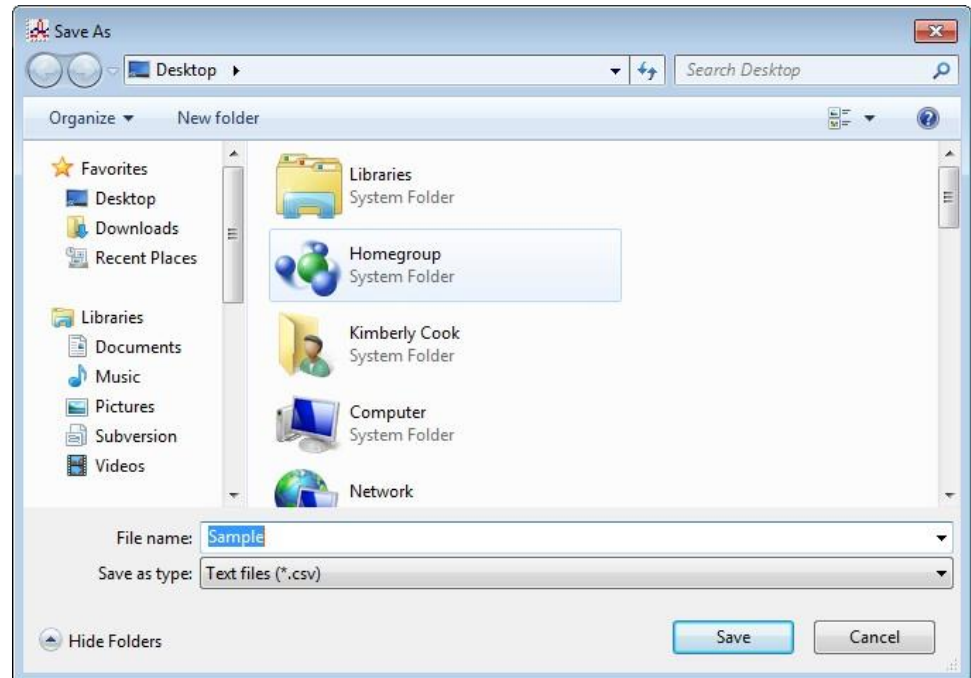 Save As
Desktop
Search Desktop
Organize
New folder
Favorites
Desktop
Downloads
Recent Places
Libraries
Documents
Music
Pictures
Subversion
Videos
Libraries
System Folder
Homegroup
System Folder
Kimberly Cook
System Folder
Computer
System Folder
Network
File name: Sample
Save as type: Text files (*.csv)
Hide Folders
Save
Cancel